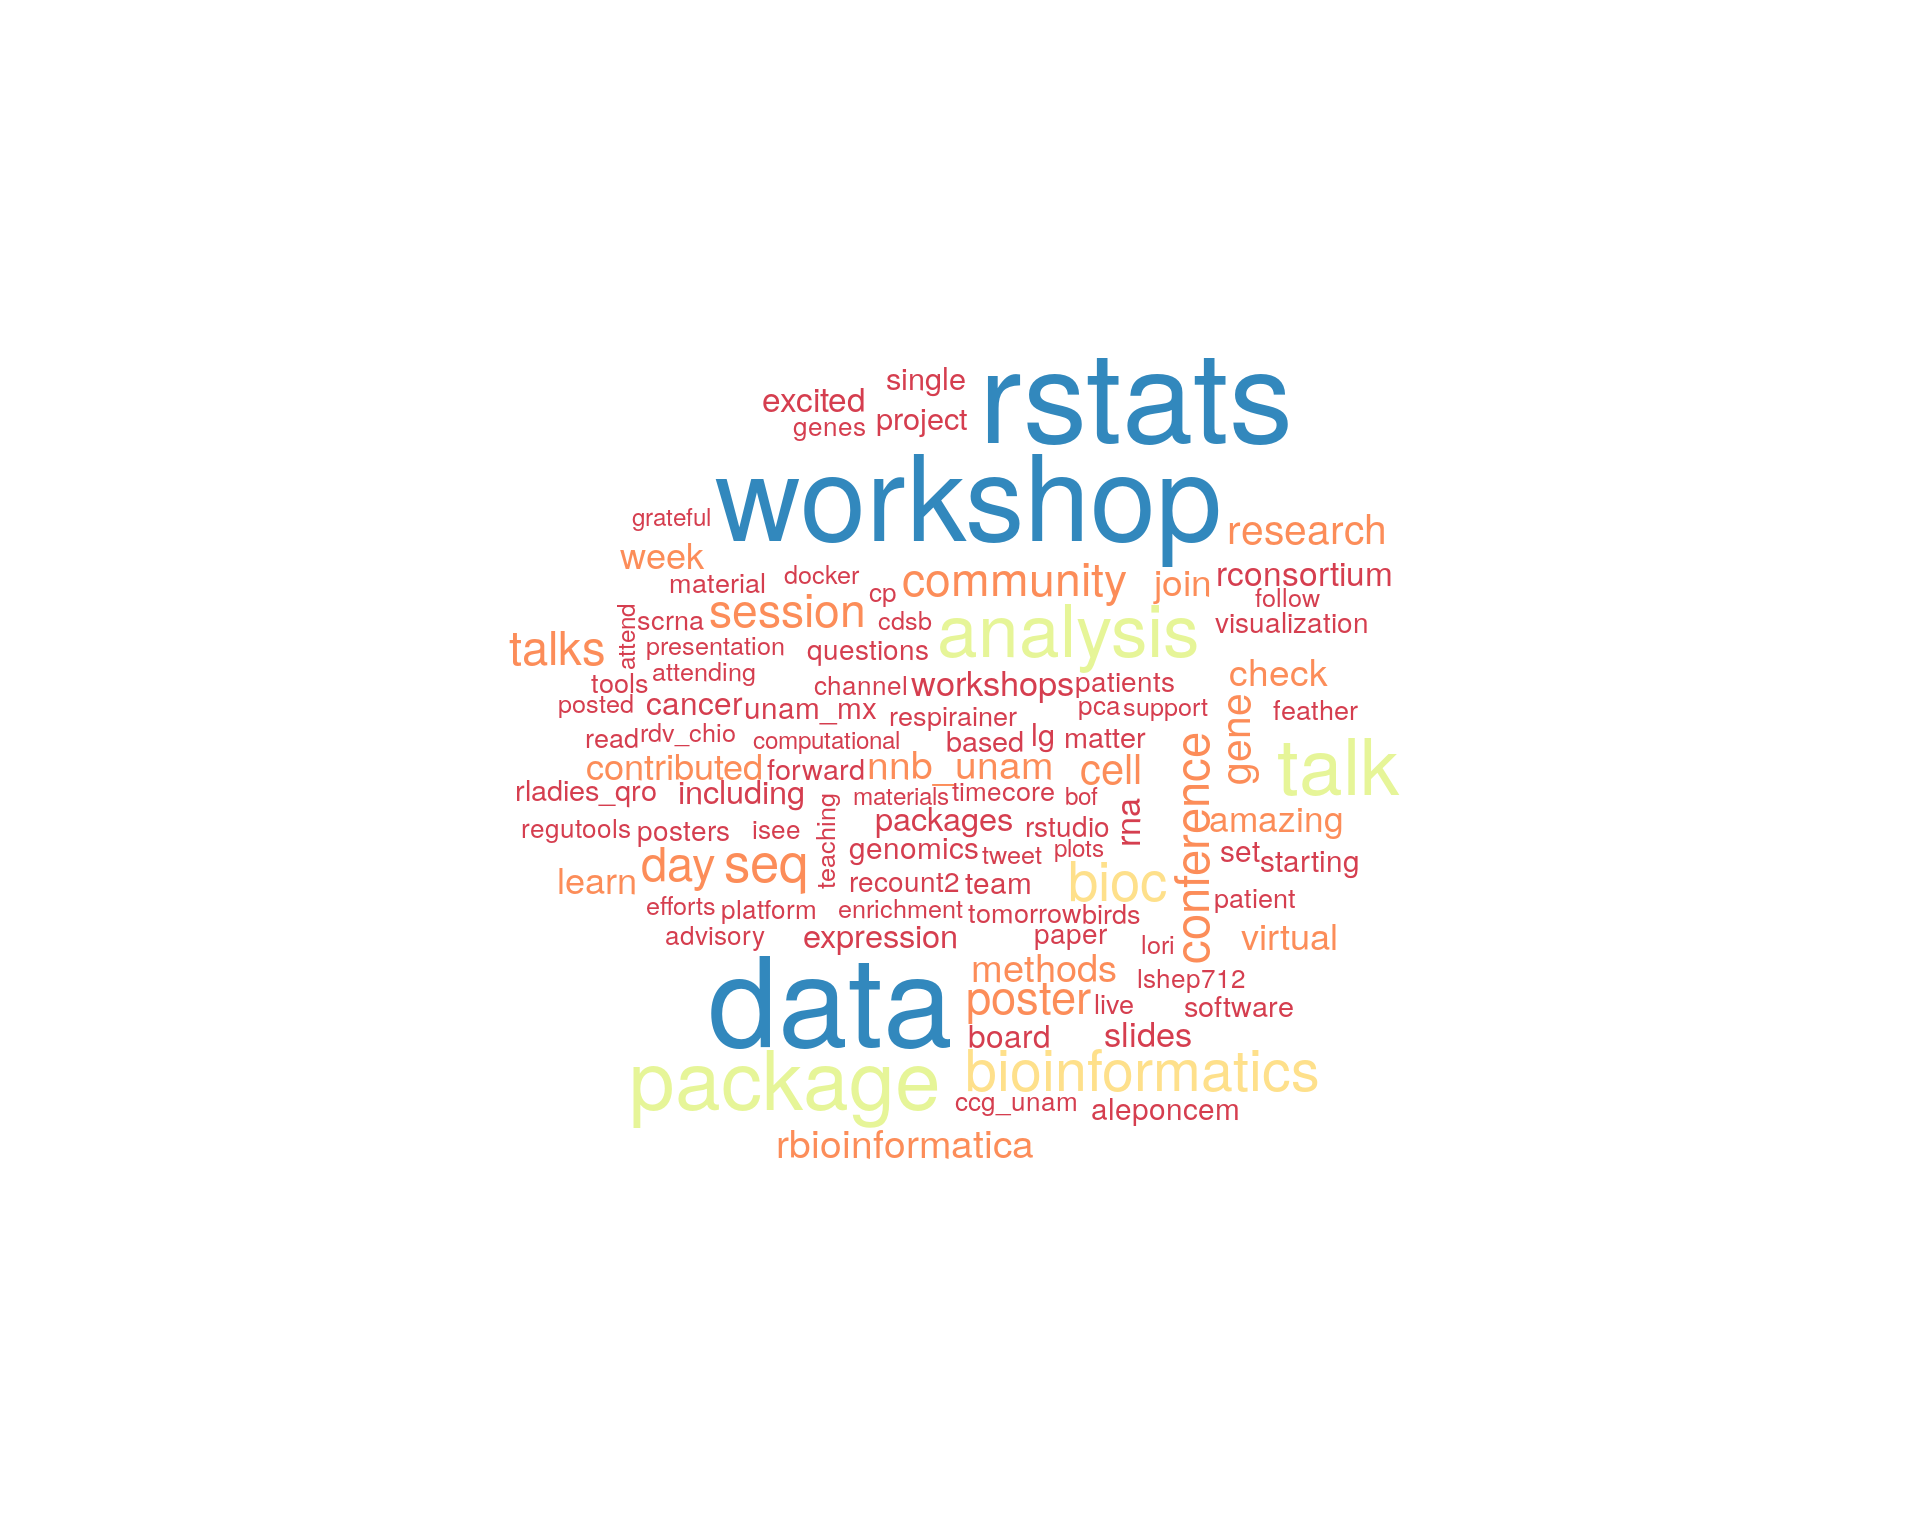 single
rstats
excited
project
genes
workshop
grateful
research
week
material
docker
cp
community
join
rconsortium
follow
attend
scrna
session
cdsb
analysis
visualization
talks
presentation
questions
attending
check
tools
channel
workshops
patients
posted
cancer
unam_mx
respirainer
pca
support
gene
feather
read
rdv_chio
computational
based
lg
matter
conference
talk
contributed
forward
nnb_unam
cell
rladies_qro
including
teaching
materials
timecore
bof
rna
amazing
regutools
posters
isee
packages
rstudio
genomics
tweet
plots
set
starting
learn
day
seq
recount2
team
bioc
patient
efforts
platform
enrichment
tomorrow
birds
advisory
expression
paper
lori
virtual
data
methods
lshep712
poster
live
software
board
slides
package
bioinformatics
ccg_unam
aleponcem
rbioinformatica